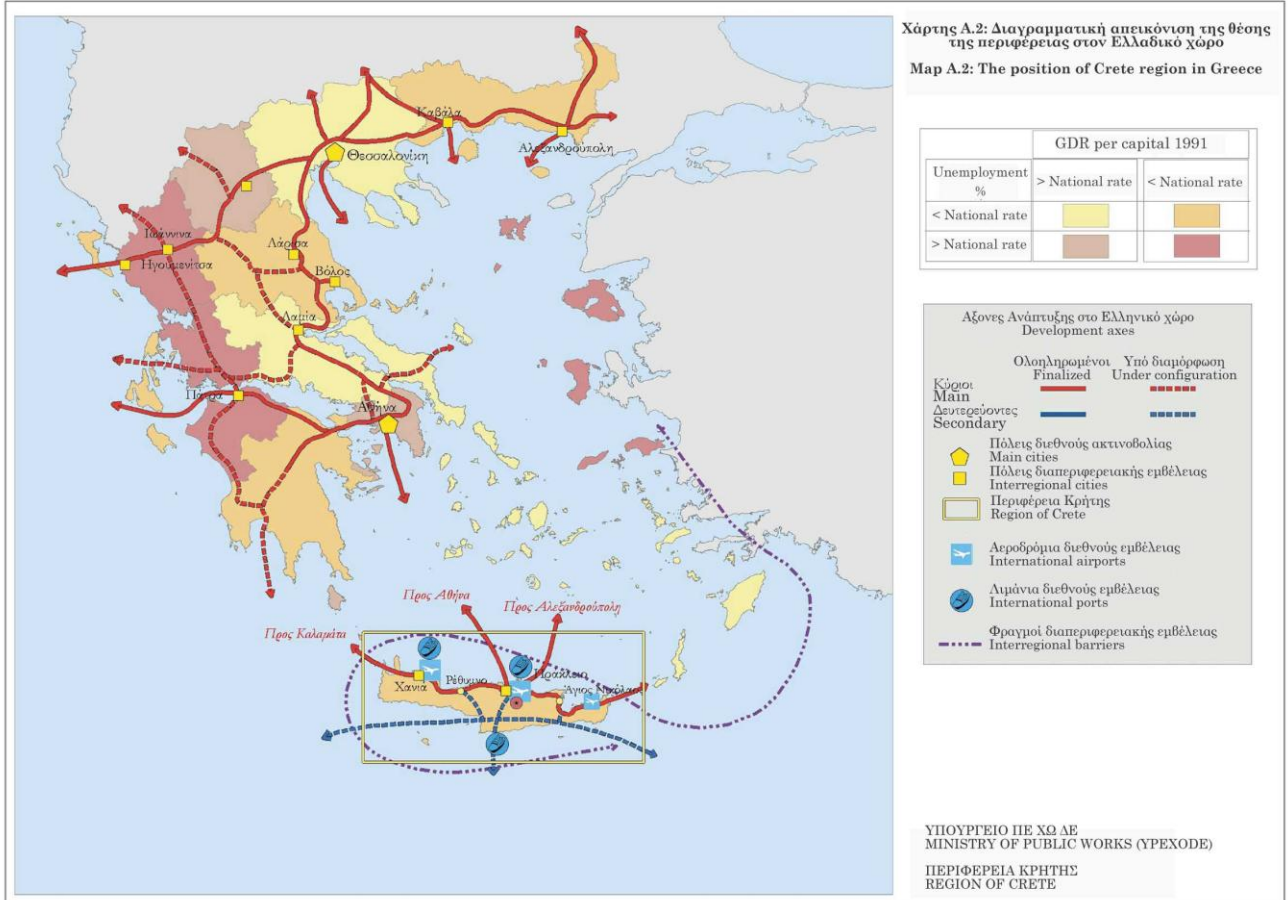 Χάρτης Α.2: Διαγραμματική απεικόνιση της θέσης
της περιφέρειας στον Ελλαδικό χώρο
Map A.2: The position of Crete region in Greece
GDR per capital 1991
Unemployment
%
> National rate
< National rate
< National rate
> National rate
Αξονες Ανάπτυξης στο Ελληνικό χώρο
Development axes
Ολοηληρωμένοι
Finalized
Υπό διαμόρφωση
Under configuration
Κύριοι
Main
Δευτερεύοντες
Secondary
Πόλεις διεθνούς ακτινοβολίας
Main cities
Πόλεις διαπεριφερειακής εμβέλειας
Interregional cities
Περιφέρεια Κρήτης
Region of Crete
Αεροδρόμια διεθνούς εμβέλειας
International airports
Λιμάνια διεθνούς εμβέλειας
International ports
Φραγμοί διαπεριφερειακής εμβέλειας
Interregional barriers
ΥΠΟΥΡΓΕΙΟ ΠΕ ΧΩ ΔΕ
MINISTRY OF PUBLIC WORKS (YPEXODE)
ΠΕΡΙΦΕΡΕΙΑ ΚΡΗΤΗΣ
REGION OF CRETE
Καβάλα
Αλεξανδρούπολη
Θεσσαλονίκη
Ιωάννινα
Ηγουμενίτσα
Λάρισα
Βόλος
Λαμία
Πάτρα
Αθήνα
Προς Αθήνα
Προς Αλεξανδρούπολη
Προς Καλαμάτα
Χανιά
Ρέθυμνο
Ηράκλειο
Άγιος Νικόλαος